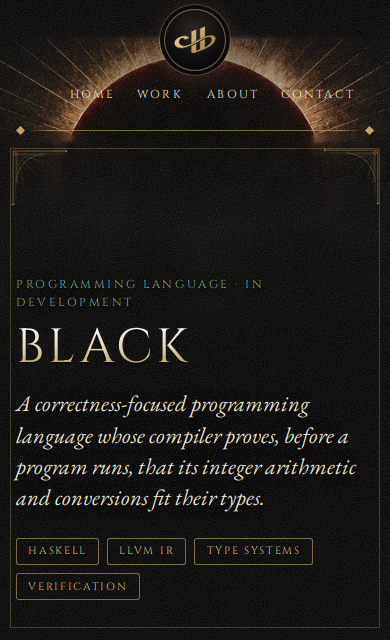 HOME WORK ABOUT CONTACT
PROGRAMMING LANGUAGE · IN
DEVELOPMENT
BLACK
A correctness-focused programming
language whose compiler proves, before a
program runs, that its integer arithmetic
and conversions fit their types.
HASKELL LLVM IR TYPE SYSTEMS
VERIFICATION